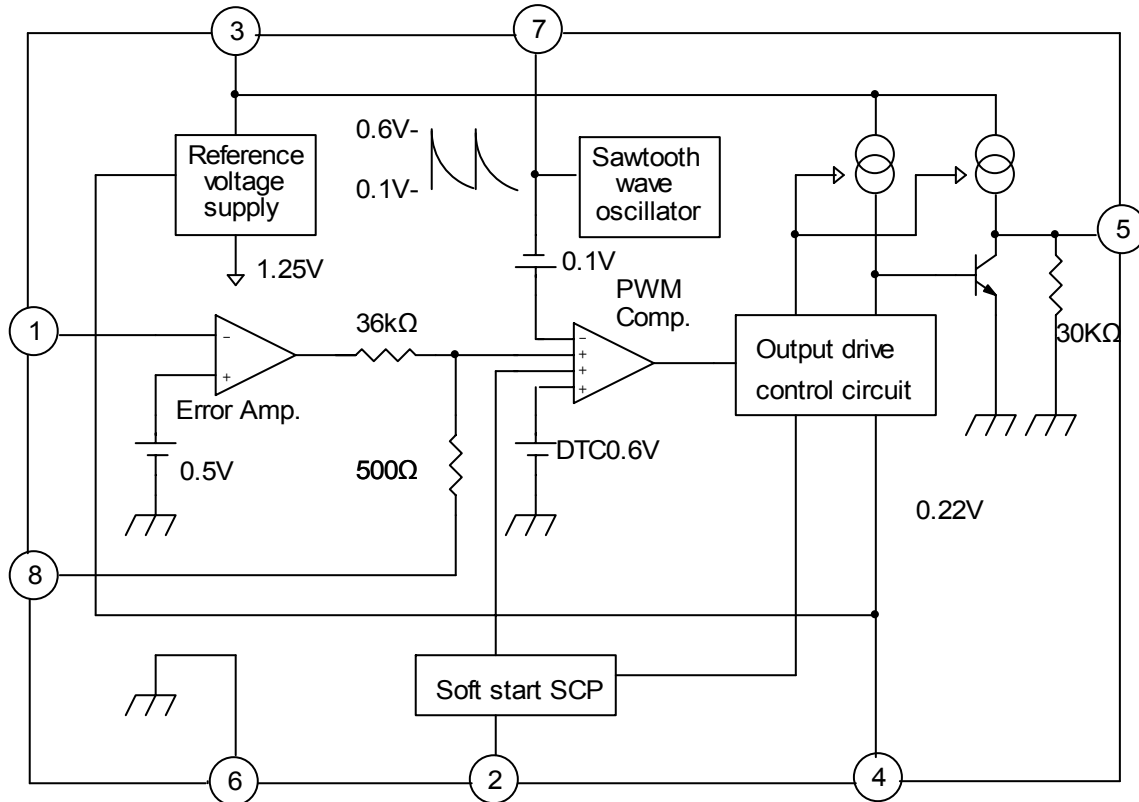 3
7
0.6V-
0.1V-
Reference
voltage
supply
Sawtooth
wave
oscillator
5
1.25V
0.1V
PWM
Comp.
1
36kΩ
-
+
-
+
+
+
Output drive
control circuit
30KΩ
Error Amp.
0.5V
500Ω
DTC0.6V
0.22V
8
Soft start SCP
6
2
4